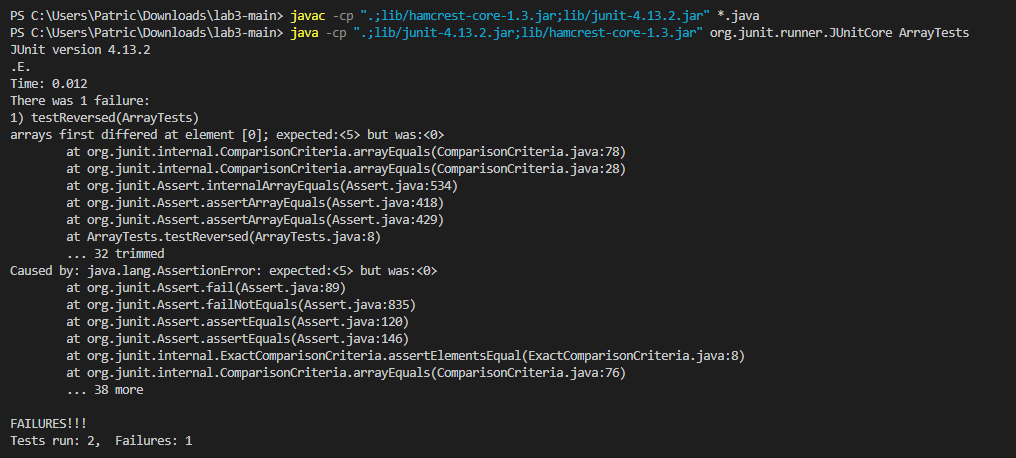 PS C:\Users\Patric\Downloads\lab3-main> javac -cp ".;lib/hamcrest-core-1.3.jar;lib/junit-4.13.2.jar" *.java
PS C:\Users\Patric\Downloads\lab3-main> java -cp ".;lib/junit-4.13.2.jar;lib/hamcrest-core-1.3.jar" org.junit.runner.JUnitCore ArrayTests
JUnit version 4.13.2
.E.
Time: 0.012
There was 1 failure:
1) testReversed(ArrayTests)
arrays first differed at element [0]; expected:<5> but was:<0>
        at org.junit.internal.ComparisonCriteria.arrayEquals(ComparisonCriteria.java:78)
        at org.junit.internal.ComparisonCriteria.arrayEquals(ComparisonCriteria.java:28)
        at org.junit.Assert.internalArrayEquals(Assert.java:534)
        at org.junit.Assert.assertArrayEquals(Assert.java:418)
        at org.junit.Assert.assertArrayEquals(Assert.java:429)
        at ArrayTests.testReversed(ArrayTests.java:8)
        ... 32 trimmed
Caused by: java.lang.AssertionError: expected:<5> but was:<0>
        at org.junit.Assert.fail(Assert.java:89)
        at org.junit.Assert.failNotEquals(Assert.java:835)
        at org.junit.Assert.assertEquals(Assert.java:120)
        at org.junit.Assert.assertEquals(Assert.java:146)
        at org.junit.internal.ExactComparisonCriteria.assertElementsEqual(ExactComparisonCriteria.java:8)
        at org.junit.internal.ComparisonCriteria.arrayEquals(ComparisonCriteria.java:76)
        ... 38 more

FAILURES!!!
Tests run: 2,  Failures: 1